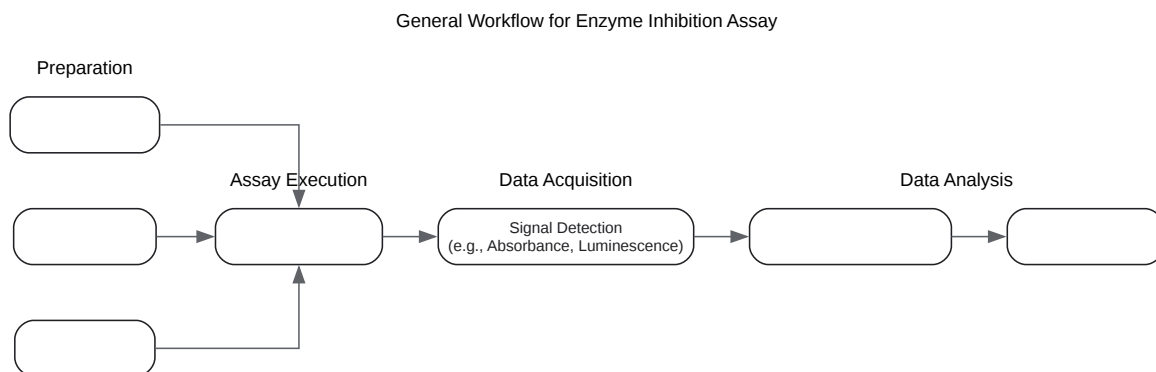 General Workflow for Enzyme Inhibition Assay
Preparation
Assay Execution
Data Acquisition
Data Analysis
Signal Detection
(e.g., Absorbance, Luminescence)